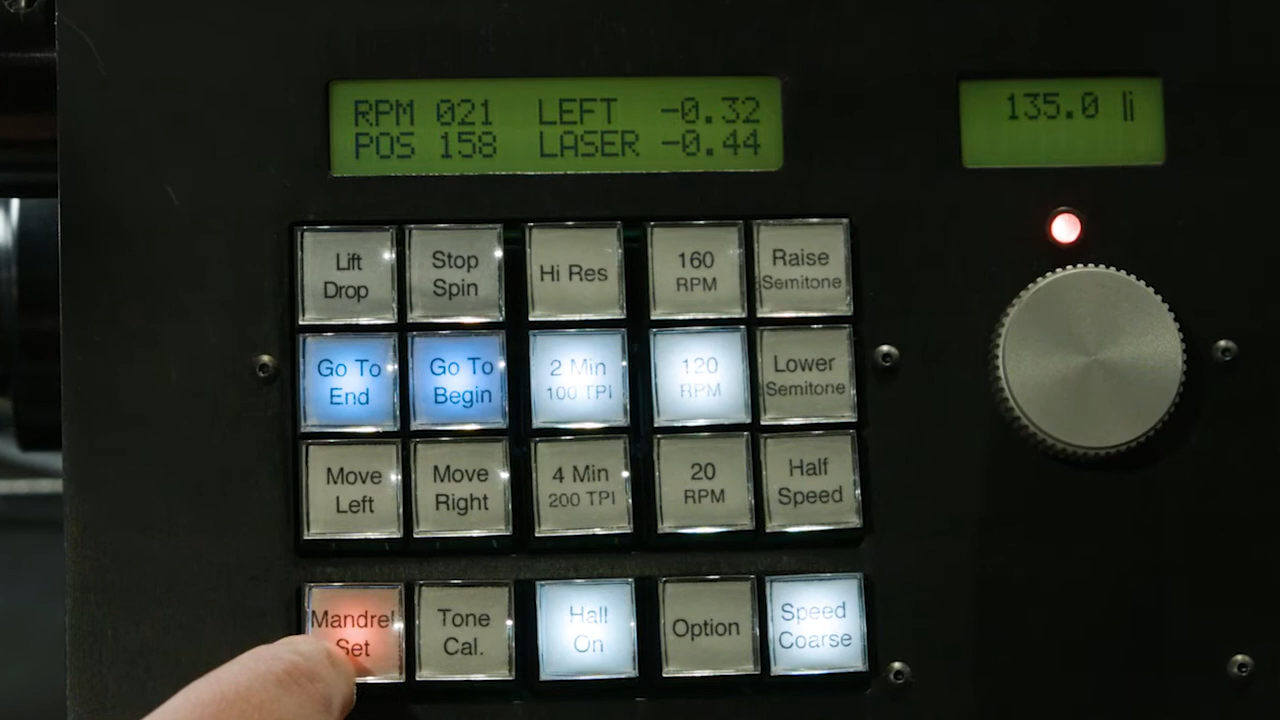 RPM 021 LEFT -0.32
POS 158 LASER -0.44
135.0
Lift
Drop
Stop
Spin
Hi Res
160
RPM
Raise
Semitone
Go To
End
Go To
Begin
2 Min
100 TPI
120
RPM
Lower
Semitone
Move
Left
Move
Right
4 Min
200 TPI
20
RPM
Half
Speed
Mandrel
Set
Tone
Cal.
Hall
On
Option
Speed
Coarse